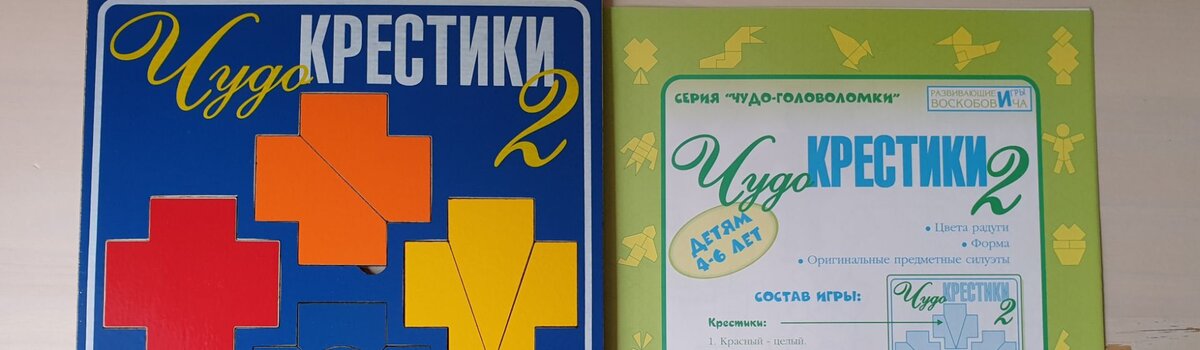 Чудо КРЕСТИКИ 2
СЕРИЯ "ЧУДО-ГОЛОВОЛОМКИ"
РАЗВИВАЮЩИЕ ИГРЫ
ВОСКОБОВИЧА
Чудо КРЕСТИКИ 2
ДЕТЯМ
4-6 ЛЕТ
• Цвета радуги
• Форма
• Оригинальные предметные силуэты
СОСТАВ ИГРЫ:
Чудо КРЕСТИКИ 2
Крестики:
1. Красный - целый.